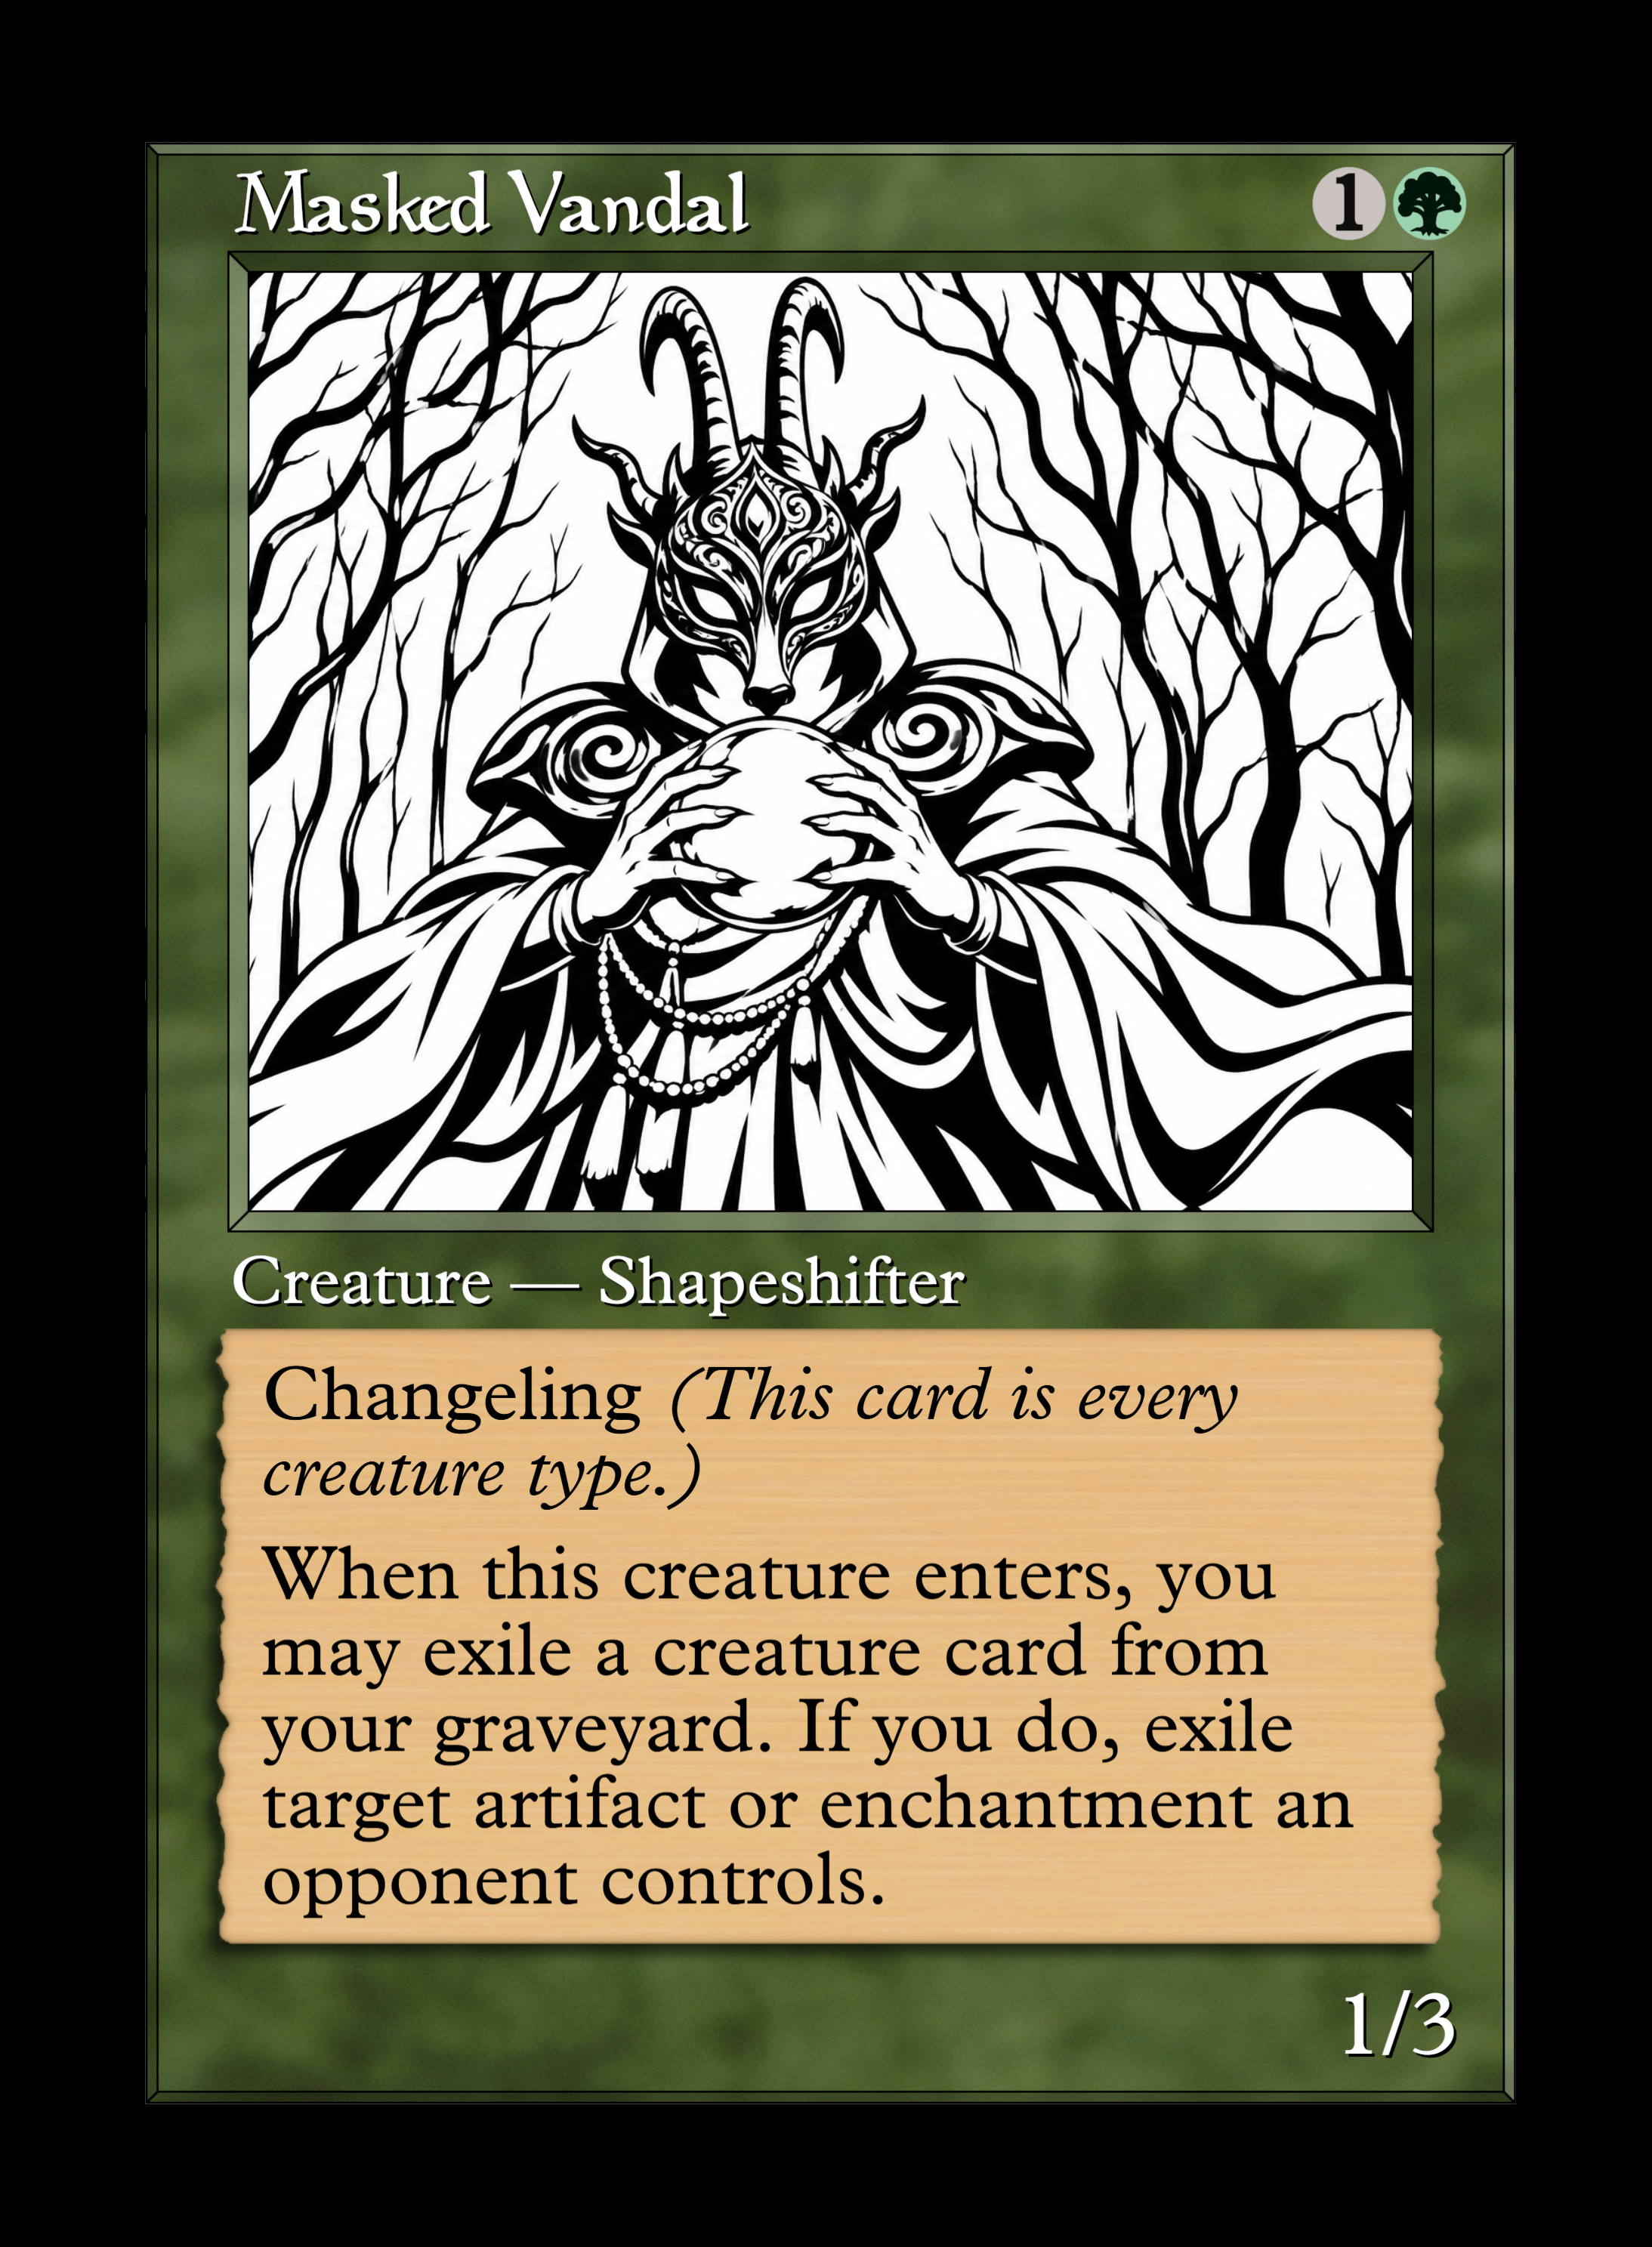 Masked Vandal 1
Creature — Shapeshifter
Changeling (This card is every
creature type.)
When this creature enters, you
may exile a creature card from
your graveyard. If you do, exile
target artifact or enchantment an
opponent controls.
1/3